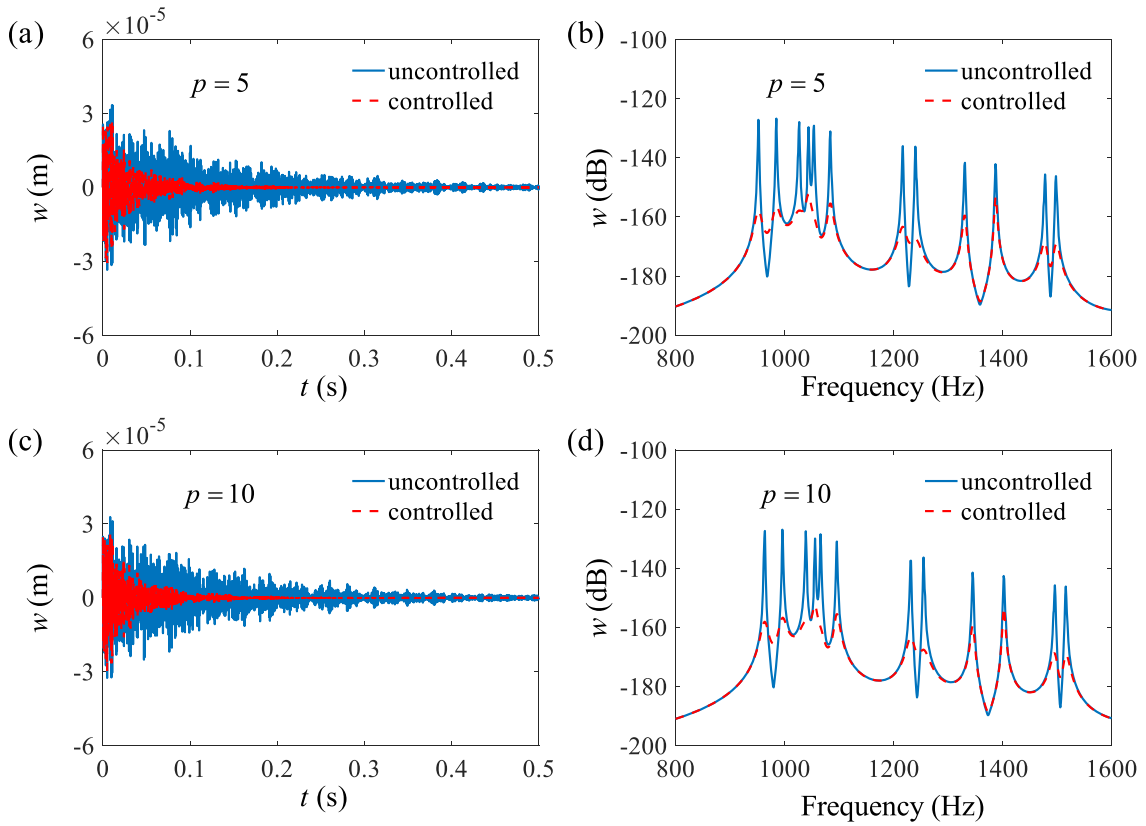 (a)
6
×10-5
3
0
-3
-6
w (m)
p = 5
uncontrolled
controlled
0
0.1
0.2
0.3
0.4
0.5
t (s)
(b)
-100
-120
-140
-160
-180
-200
w (dB)
p = 5
uncontrolled
controlled
800
1000
1200
1400
1600
Frequency (Hz)
(c)
6
×10-5
3
0
-3
-6
w (m)
p = 10
uncontrolled
controlled
0
0.1
0.2
0.3
0.4
0.5
t (s)
(d)
-100
-120
-140
-160
-180
-200
w (dB)
p = 10
uncontrolled
controlled
800
1000
1200
1400
1600
Frequency (Hz)